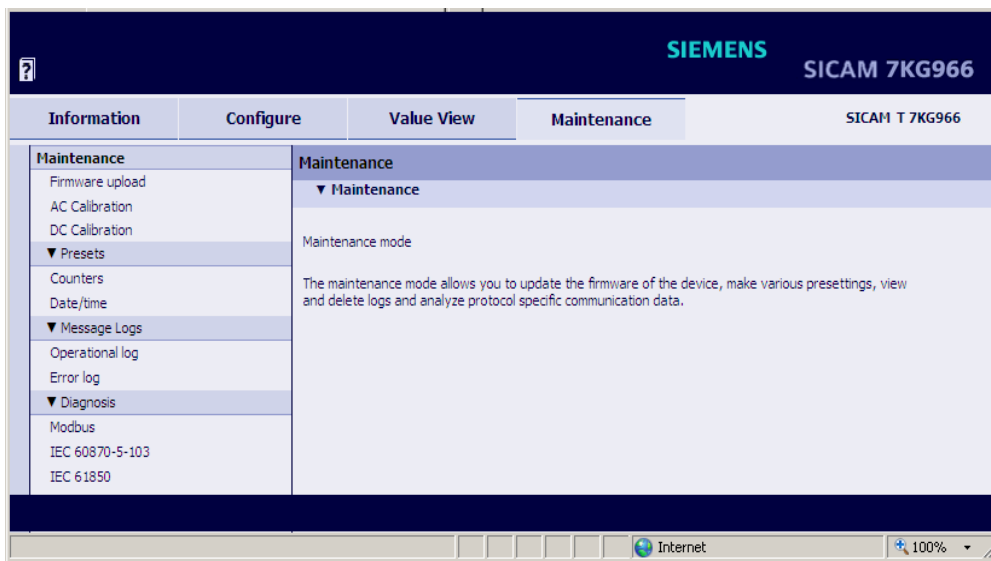 ?
SIEMENS
SICAM 7KG966
Information Configure Value View Maintenance SICAM T 7KG966
Maintenance
Firmware upload
AC Calibration
DC Calibration
▼ Presets
Counters
Date/time
▼ Message Logs
Operational log
Error log
▼ Diagnosis
Modbus
IEC 60870-5-103
IEC 61850
Maintenance
▼ Maintenance
Maintenance mode
The maintenance mode allows you to update the firmware of the device, make various presettings, view
and delete logs and analyze protocol specific communication data.
Internet 100%